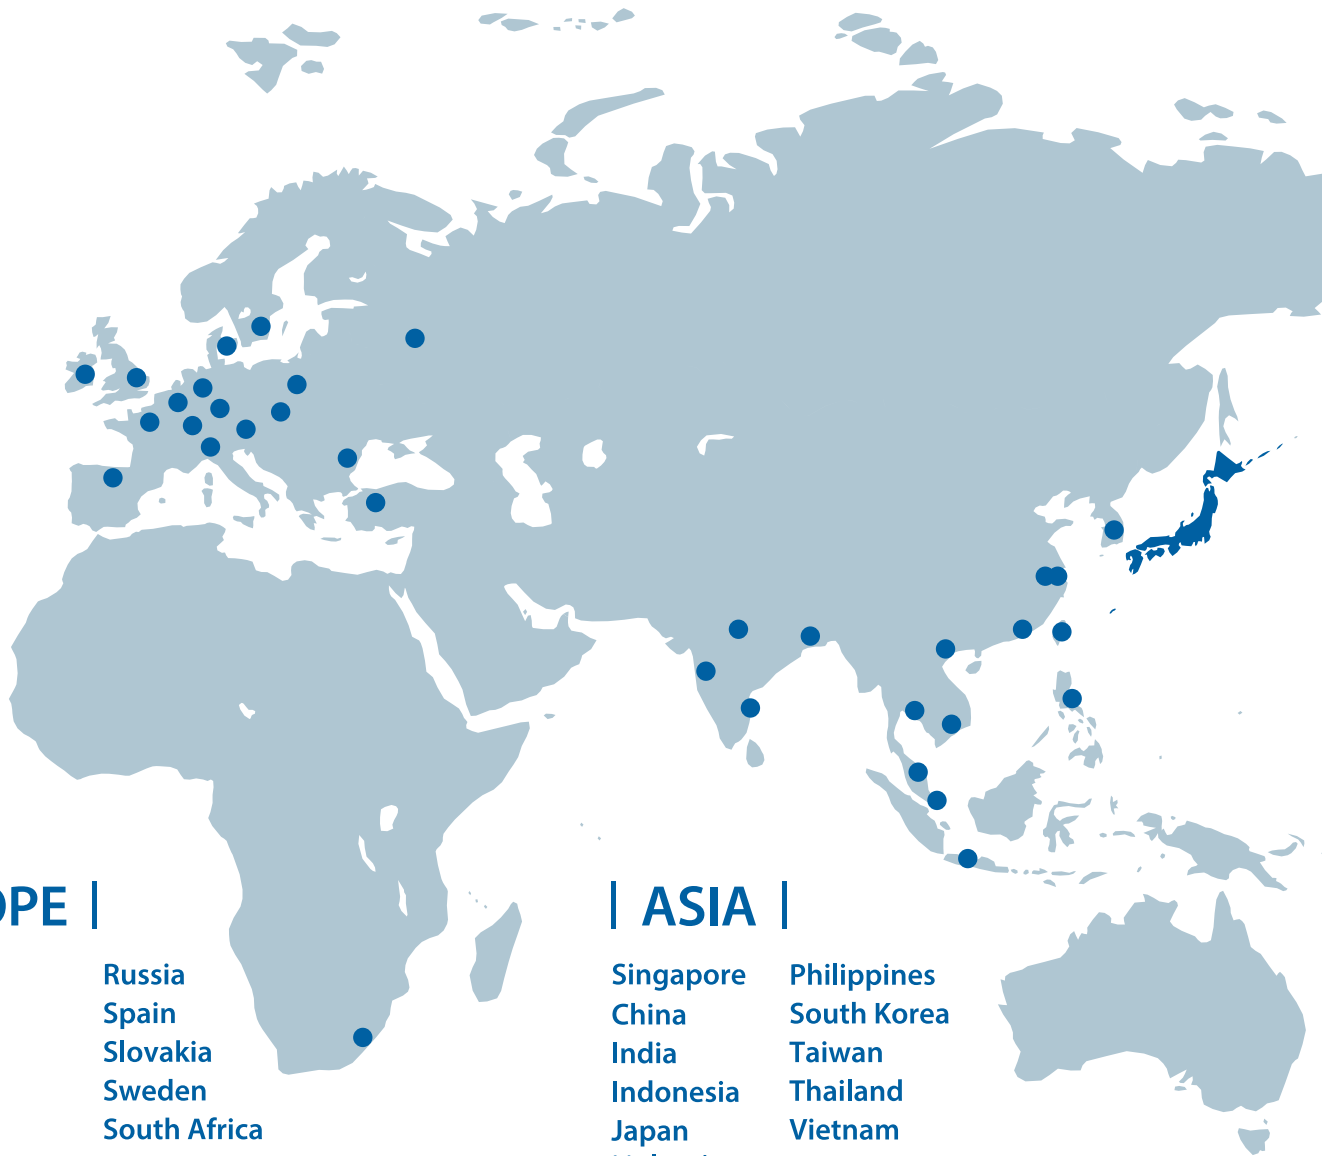 OPE
Russia
Spain
Slovakia
Sweden
South Africa
ASIA
Singapore
China
India
Indonesia
Japan
Philippines
South Korea
Taiwan
Thailand
Vietnam